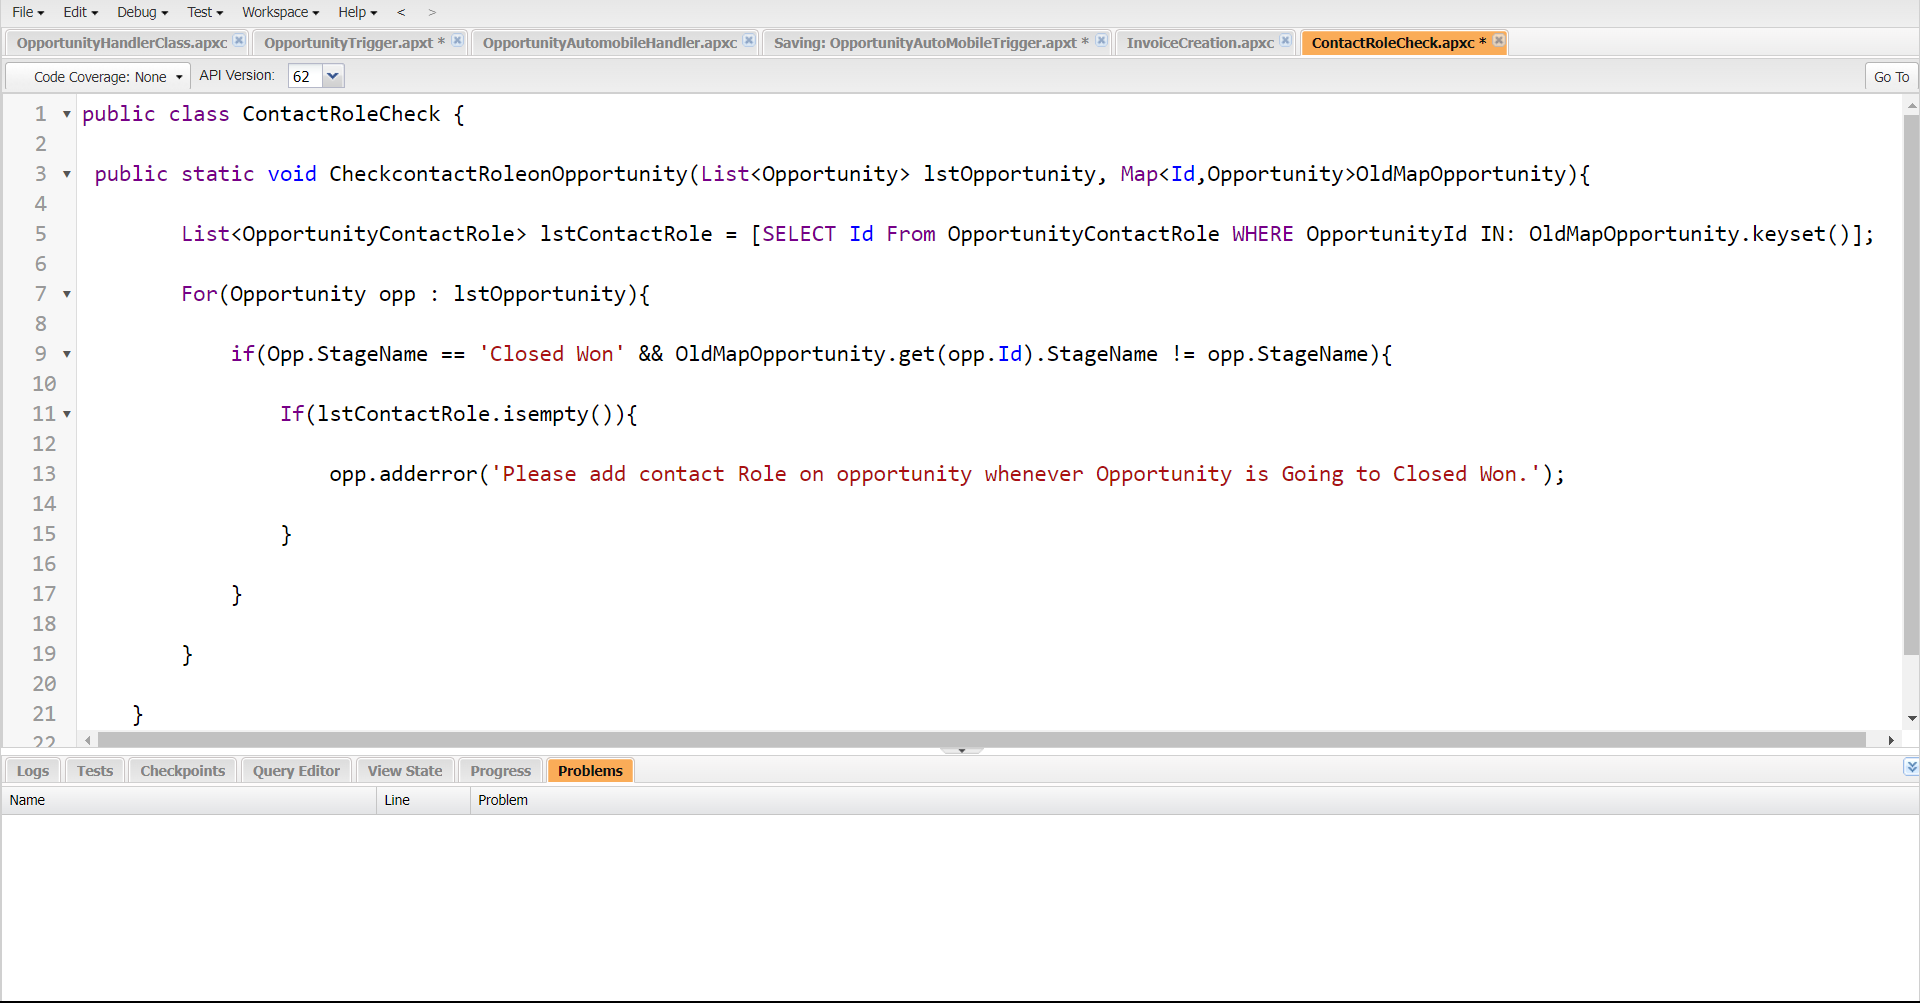 File Edit Debug Test Workspace Help < >
OpportunityHandlerClass.apxc OpportunityTrigger.apxt * OpportunityAutomobileHandler.apxc Saving: OpportunityAutoMobileTrigger.apxt * InvoiceCreation.apxc ContactRoleCheck.apxc *
Code Coverage: None API Version: 62 Go To
1 public class ContactRoleCheck {
2
3 public static void CheckcontactRoleonOpportunity(List<Opportunity> lstOpportunity, Map<Id,Opportunity>OldMapOpportunity){
4
5 List<OpportunityContactRole> lstContactRole = [SELECT Id From OpportunityContactRole WHERE OpportunityId IN: OldMapOpportunity.keyset()];
6
7 For(Opportunity opp : lstOpportunity){
8
9 if(Opp.StageName == 'Closed Won' && OldMapOpportunity.get(opp.Id).StageName != opp.StageName){
10
11 If(lstContactRole.isempty()){
12
13 opp.adderror('Please add contact Role on opportunity whenever Opportunity is Going to Closed Won.');
14
15 }
16
17 }
18
19 }
20
21 }
22
Logs Tests Checkpoints Query Editor View State Progress Problems
Name Line Problem